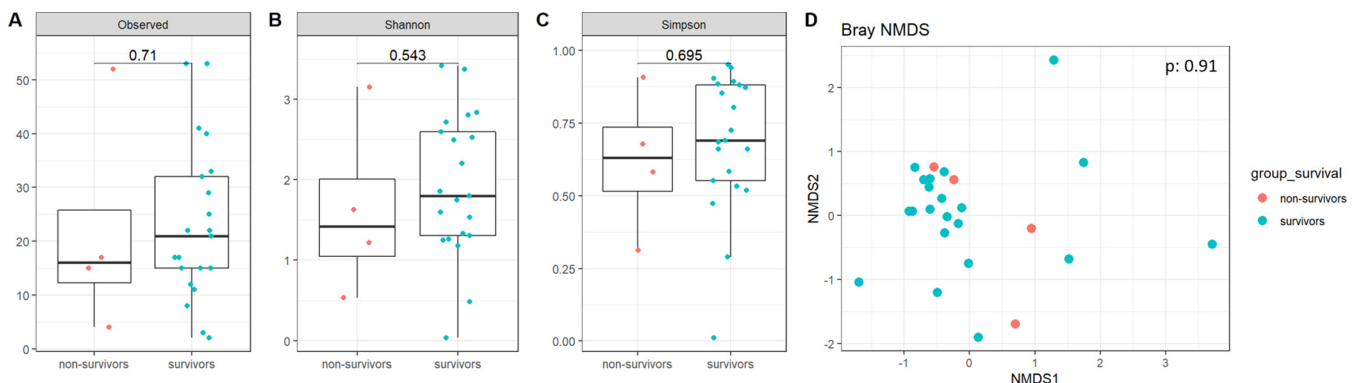 A
Observed
0.71
50
40
30
20
10
0
non-survivors
survivors
B
Shannon
0.543
3
2
1
0
non-survivors
survivors
C
Simpson
0.695
1.00
0.75
0.50
0.25
0.00
non-survivors
survivors
D
Bray NMDS
p: 0.91
2
1
0
-1
-2
NMDS2
-1
0
1
2
3
NMDS1
group_survival
non-survivors
survivors